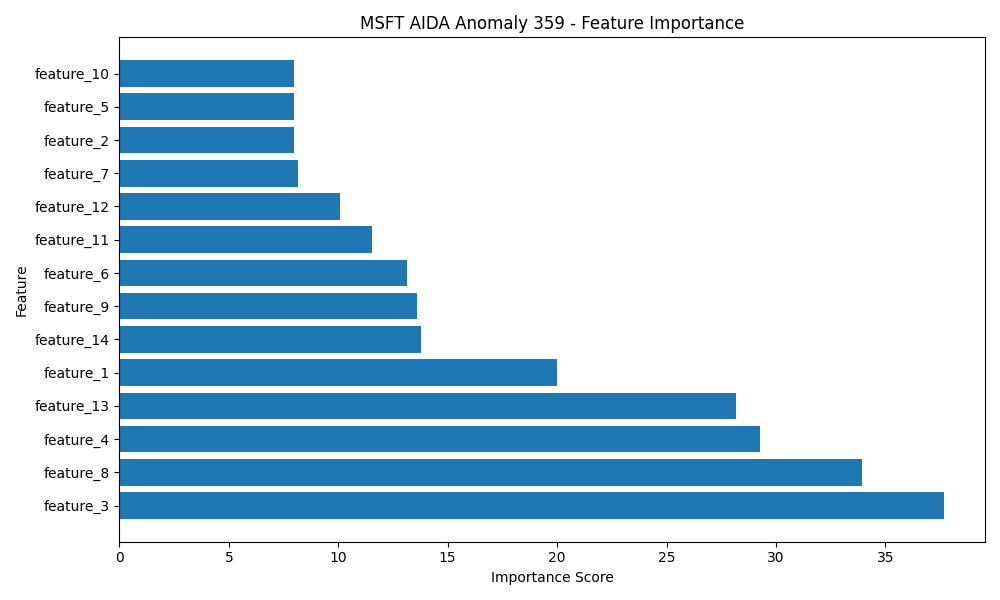 MSFT AIDA Anomaly 359 - Feature Importance
Feature
feature_10
feature_5
feature_2
feature_7
feature_12
feature_11
feature_6
feature_9
feature_14
feature_1
feature_13
feature_4
feature_8
feature_3
0 5 10 15 20 25 30 35
Importance Score